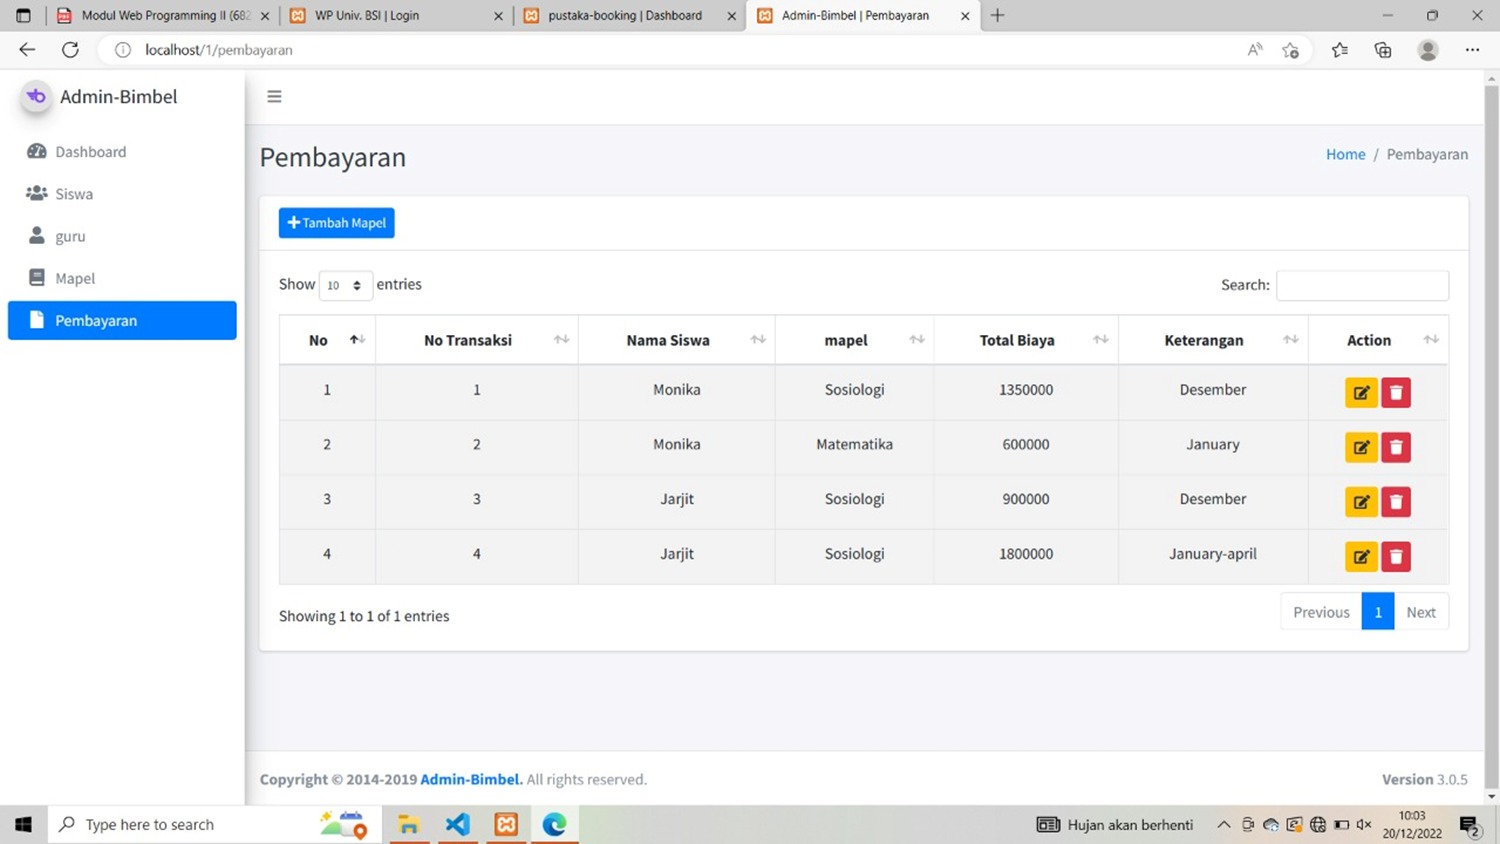 Modul Web Programming II (682
WP Univ. BSI | Login
pustaka-booking | Dashboard
Admin-Bimbel | Pembayaran
localhost/1/pembayaran
Admin-Bimbel
Dashboard
Siswa
guru
Mapel
Pembayaran
Pembayaran
Home / Pembayaran
Tambah Mapel
Show 10 entries
Search:
No No Transaksi Nama Siswa mapel Total Biaya Keterangan Action
1 1 Monika Sosiologi 1350000 Desember
2 2 Monika Matematika 600000 January
3 3 Jarjit Sosiologi 900000 Desember
4 4 Jarjit Sosiologi 1800000 January-april
Showing 1 to 1 of 1 entries
Previous 1 Next
Copyright © 2014-2019 Admin-Bimbel. All rights reserved.
Version 3.0.5
Type here to search
Hujan akan berhenti
10:03
20/12/2022
2